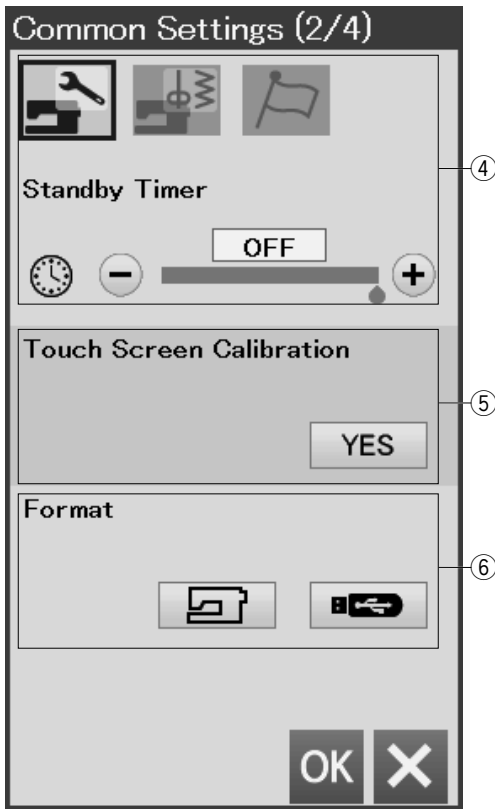 Common Settings (2/4)
④
Standby Timer
OFF
Touch Screen Calibration
⑤
YES
Format
⑥
OK